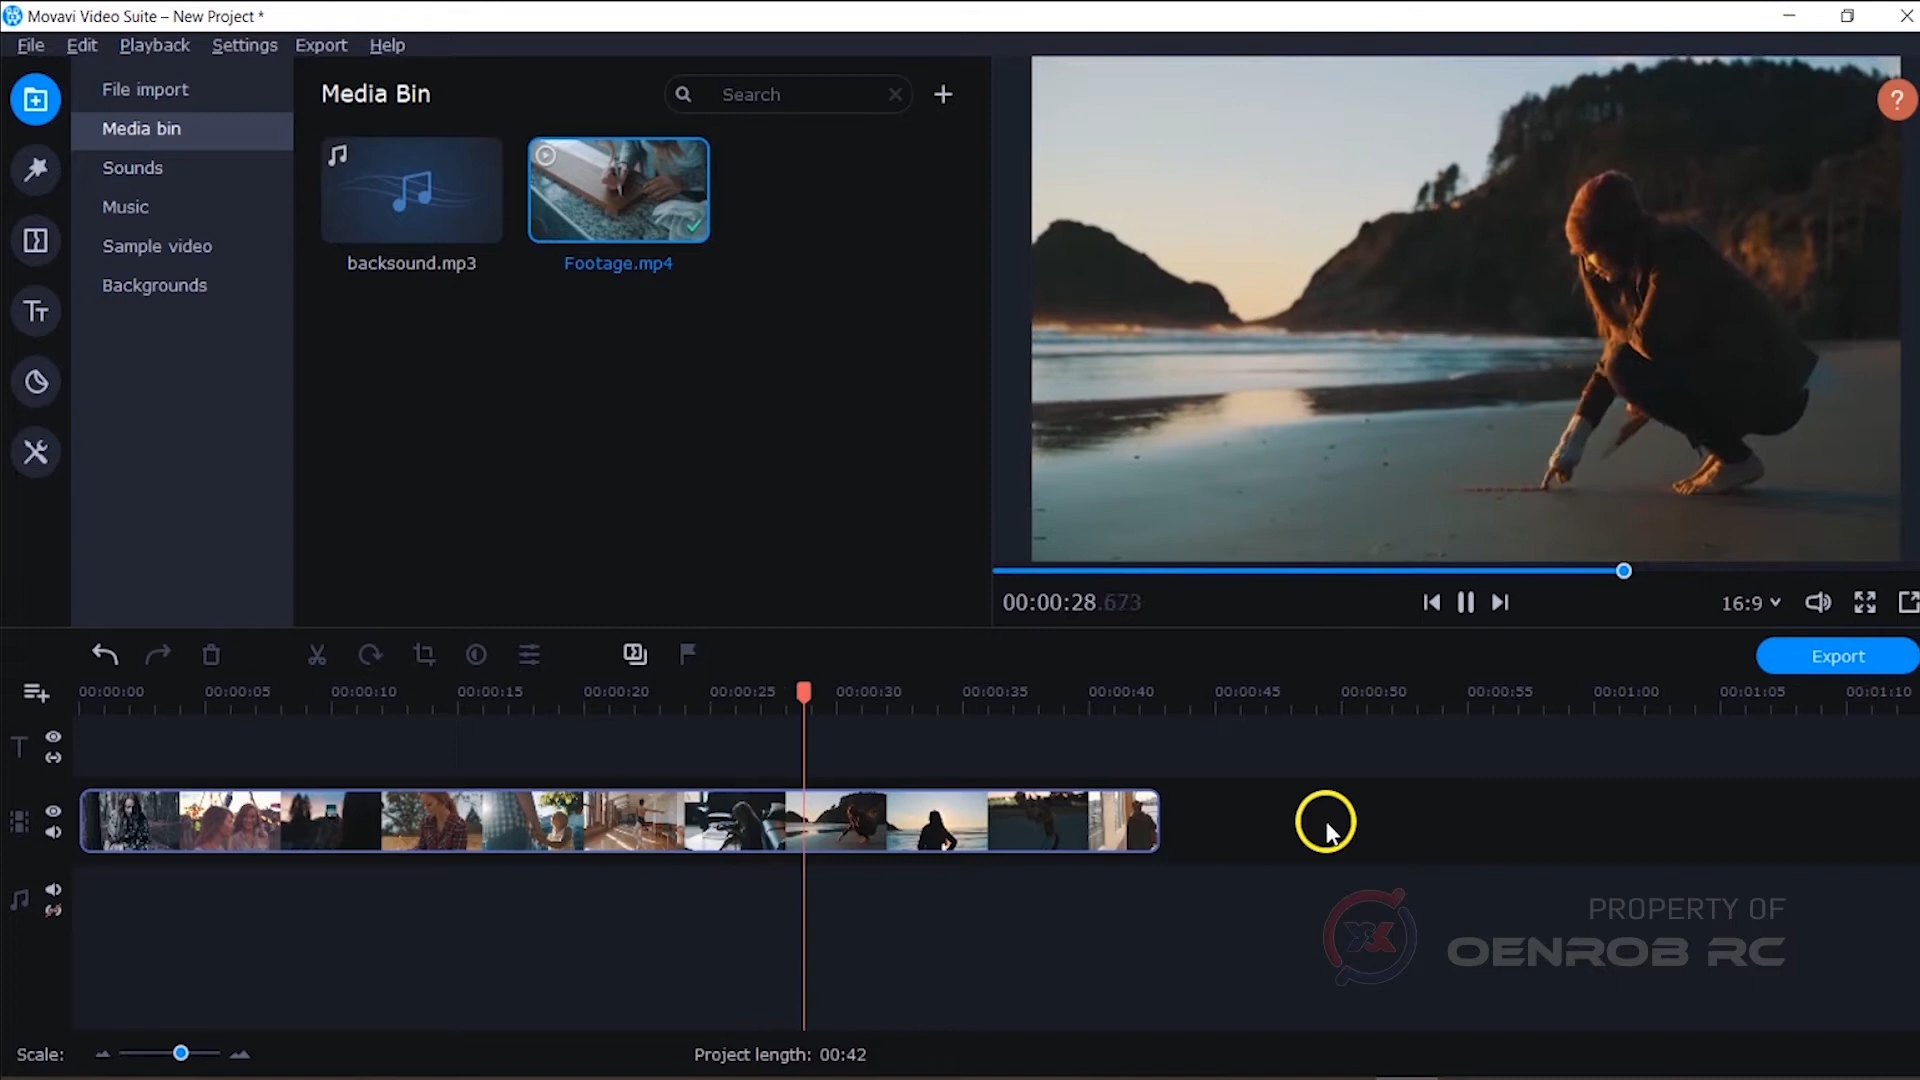 Movavi Video Suite – New Project *
File Edit Playback Settings Export Help
File import
Media bin
Sounds
Music
Sample video
Backgrounds
Media Bin
Search
backsound.mp3
Footage.mp4
?
00:00:28.673
16:9
Export
00:00:00 00:00:05 00:00:10 00:00:15 00:00:20 00:00:25 00:00:30 00:00:35 00:00:40 00:00:45 00:00:50 00:00:55 00:01:00 00:01:05 00:01:10
PROPERTY OF
OENROB RC
Scale:
Project length: 00:42